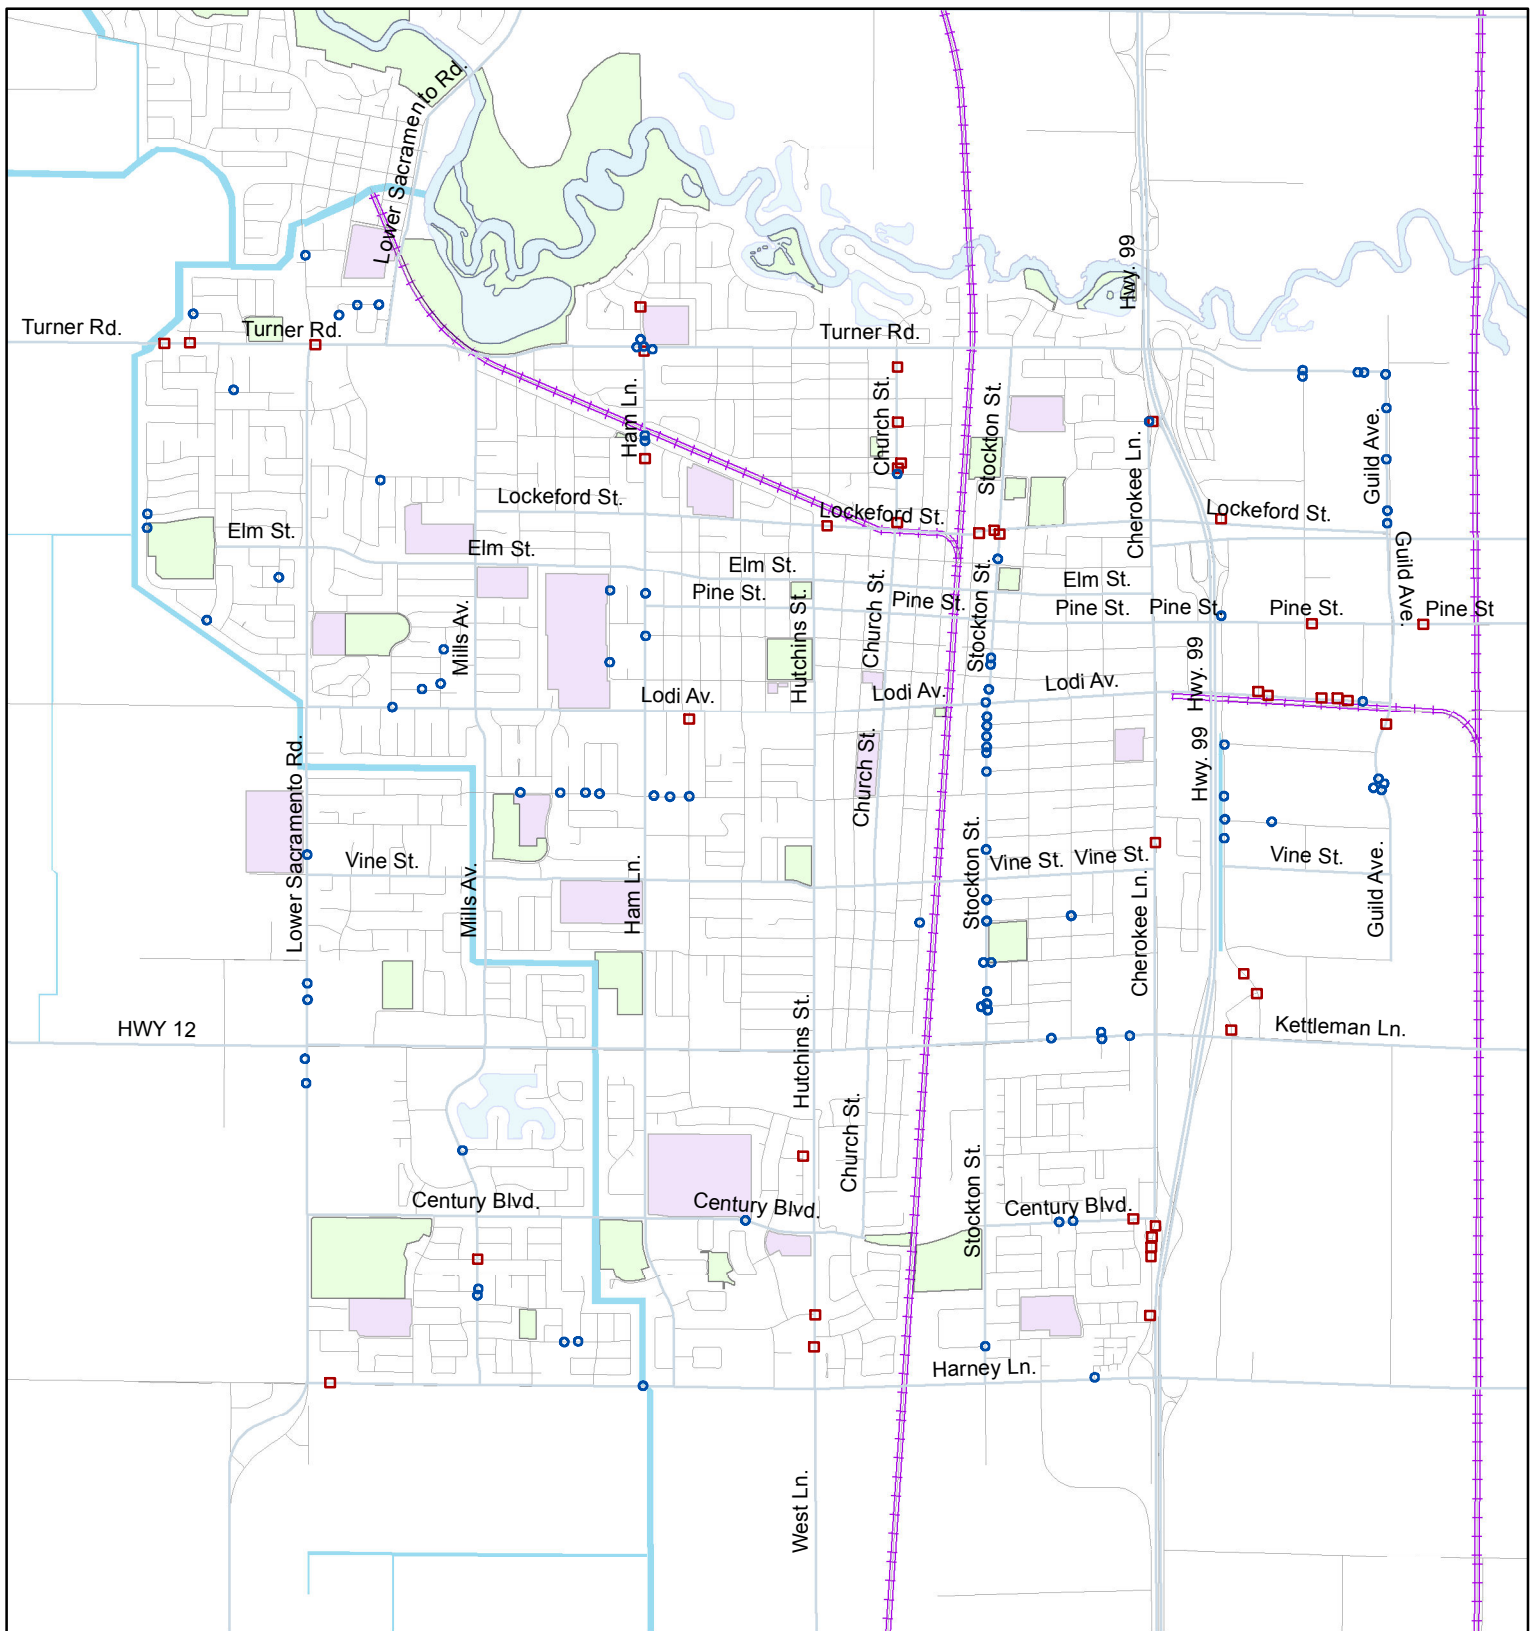 Lower Sacramento Rd.
Hwy. 99
Turner Rd.
Turner Rd.
Turner Rd.
Ham Ln.
Church St.
Stockton St.
Cherokee Ln.
Guild Ave.
Lockeford St.
Lockeford St.
Lockeford St.
Elm St.
Elm St.
Elm St.
Elm St.
Guild Ave.
Pine St.
Pine St.
Pine St.
Pine St.
Pine St.
Pine St
Mills Av.
Hutchins St.
Church St.
Stockton St.
Hwy. 99
Lodi Av.
Lodi Av.
Lodi Av.
Lower Sacramento Rd.
Church St.
Hwy. 99
Vine St.
Vine St.
Vine St.
Vine St.
Mills Av.
Ham Ln.
Stockton St.
Cherokee Ln.
Guild Ave.
HWY 12
Kettleman Ln.
Hutchins St.
Church St.
Stockton St.
Century Blvd.
Century Blvd.
Century Blvd.
Harney Ln.
West Ln.